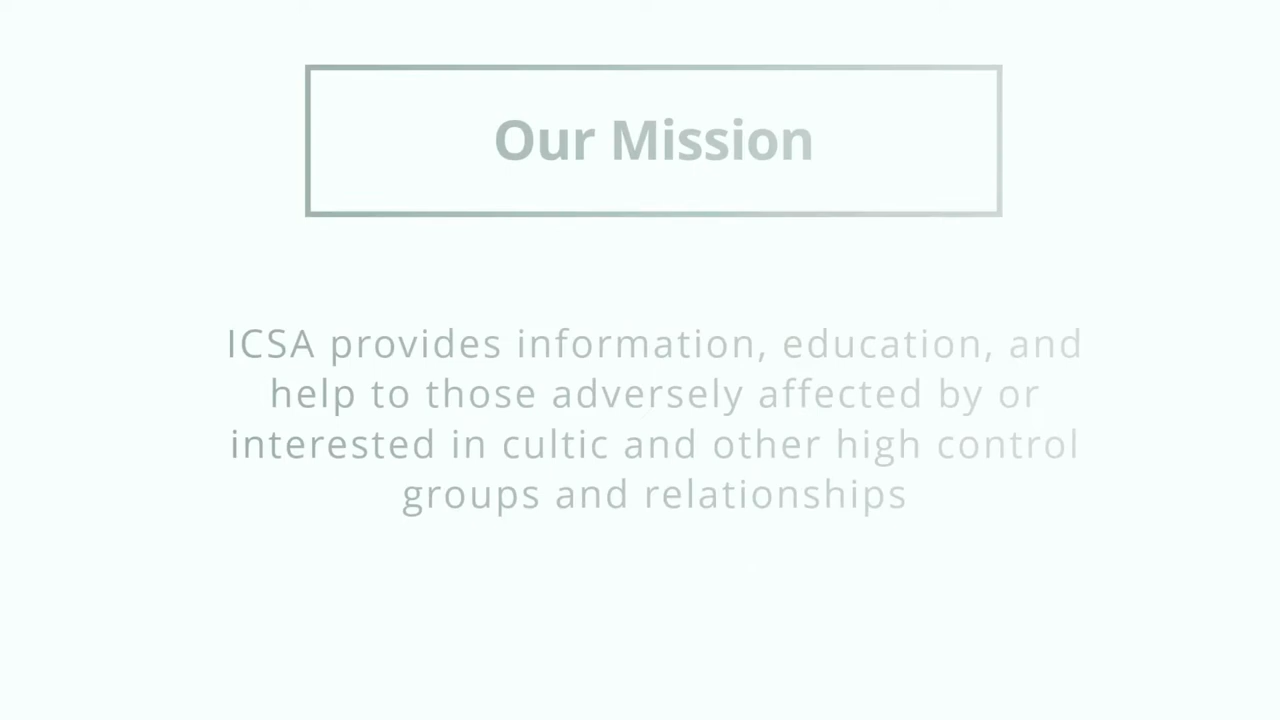 Our Mission
ICSA provides information, education, and
help to those adversely affected by or
interested in cultic and other high control
groups and relationships